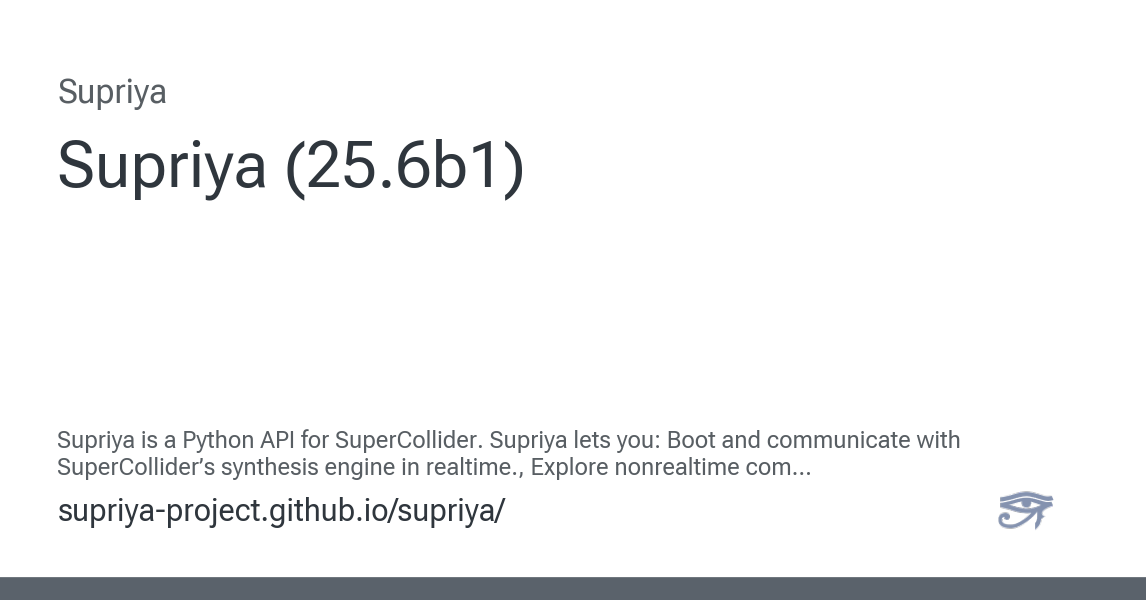 Supriya
Supriya (25.6b1)
Supriya is a Python API for SuperCollider. Supriya lets you: Boot and communicate with
SuperCollider’s synthesis engine in realtime., Explore nonrealtime com...
supriya-project.github.io/supriya/